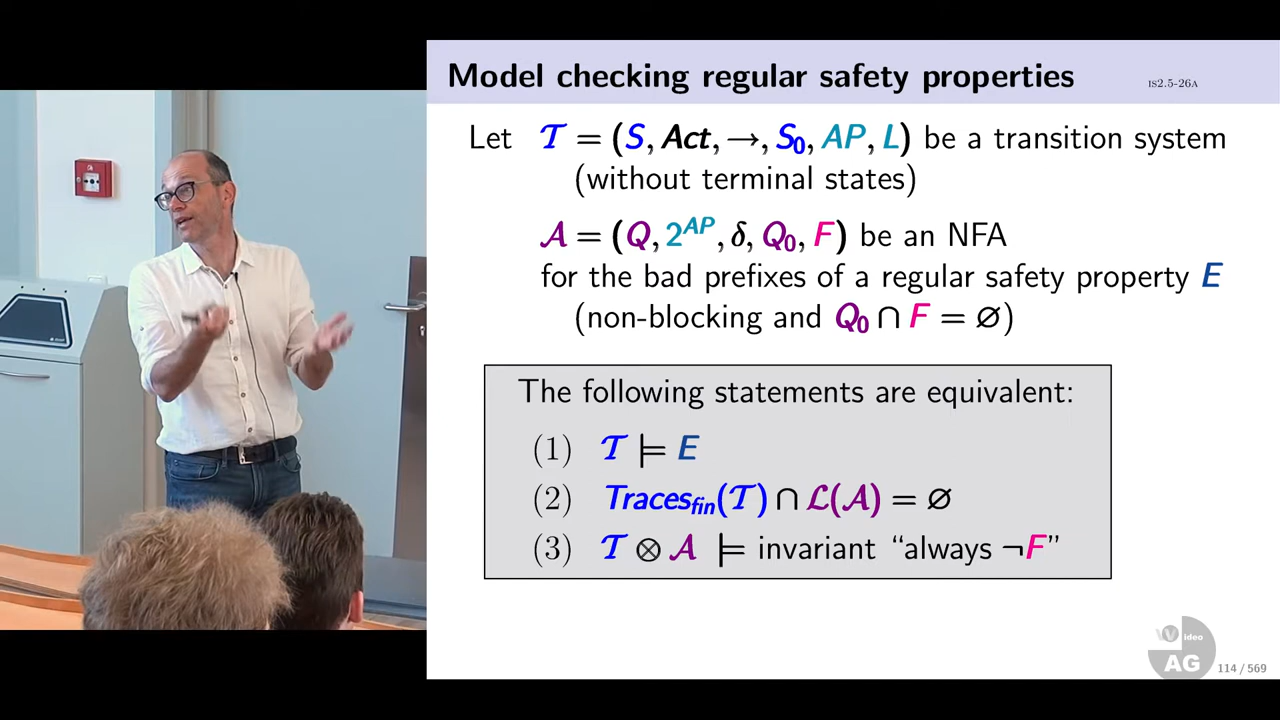 Model checking regular safety properties
IS2.5-26A
Let 𝒯 = (S, Act, →, S₀, AP, L) be a transition system
(without terminal states)
𝒜 = (Q, 2^AP, δ, Q₀, F) be an NFA
for the bad prefixes of a regular safety property E
(non-blocking and Q₀ ∩ F = ∅)
The following statements are equivalent:
(1) 𝒯 ⊨ E
(2) Traces_fin(𝒯) ∩ ℒ(𝒜) = ∅
(3) 𝒯 ⊗ 𝒜 ⊨ invariant “always ¬F”
Video
AG
114 / 569